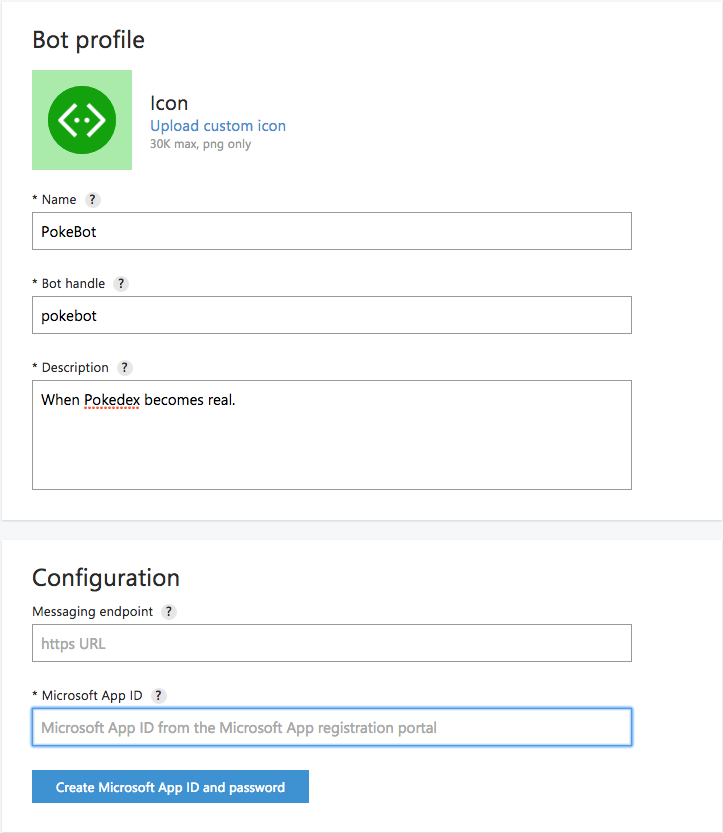 Bot profile
Icon
Upload custom icon
30K max, png only
* Name ?
PokeBot
* Bot handle ?
pokebot
* Description ?
When Pokedex becomes real.
Configuration
Messaging endpoint ?
https URL
* Microsoft App ID ?
Microsoft App ID from the Microsoft App registration portal
Create Microsoft App ID and password